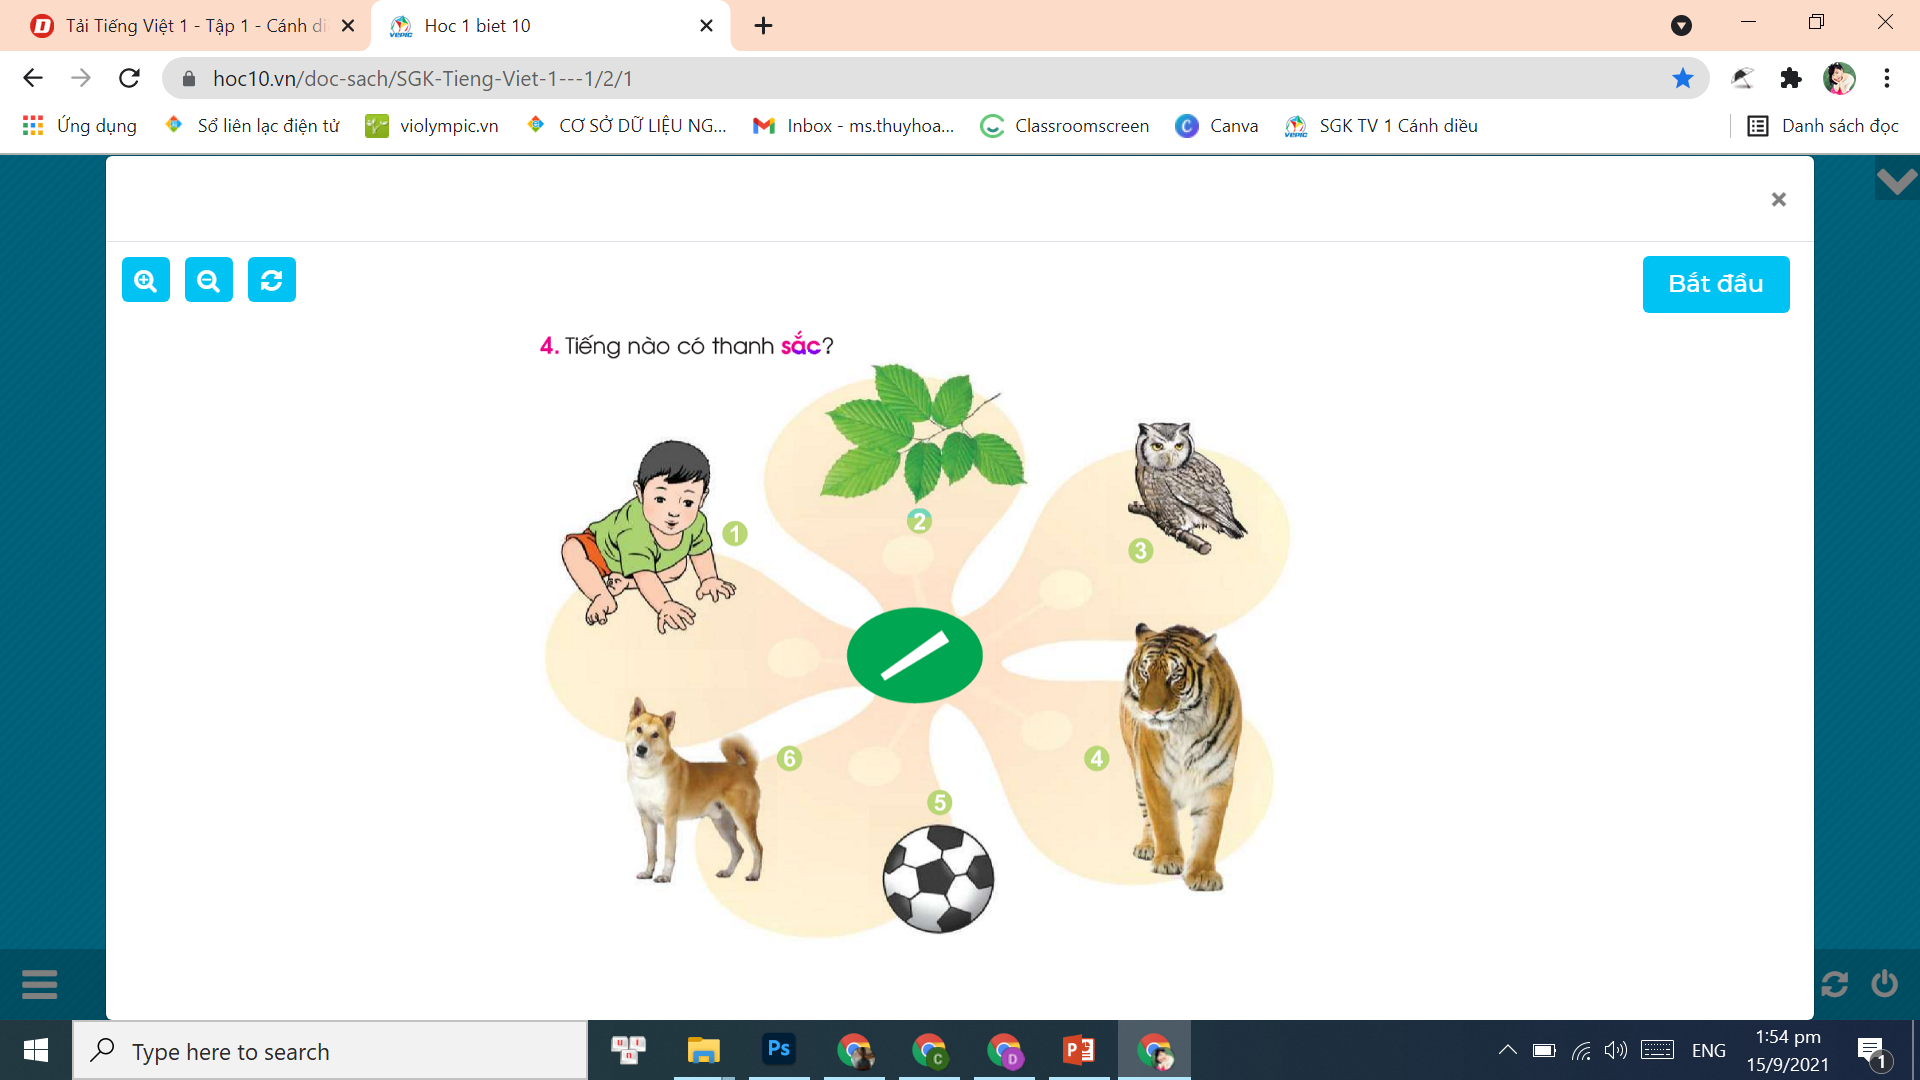 Tải Tiếng Việt 1 - Tập 1 - Cánh di
Hoc 1 biet 10
hoc10.vn/doc-sach/SGK-Tieng-Viet-1---1/2/1
Ứng dụng
Sổ liên lạc điện tử
violympic.vn
CƠ SỞ DỮ LIỆU NG...
Inbox - ms.thuyhoa...
Classroomscreen
Canva
SGK TV 1 Cánh diều
Danh sách đọc
Bắt đầu
4. Tiếng nào có thanh sắc?
1
2
3
4
5
6
Type here to search
Ps
ENG
1:54 pm
15/9/2021
1